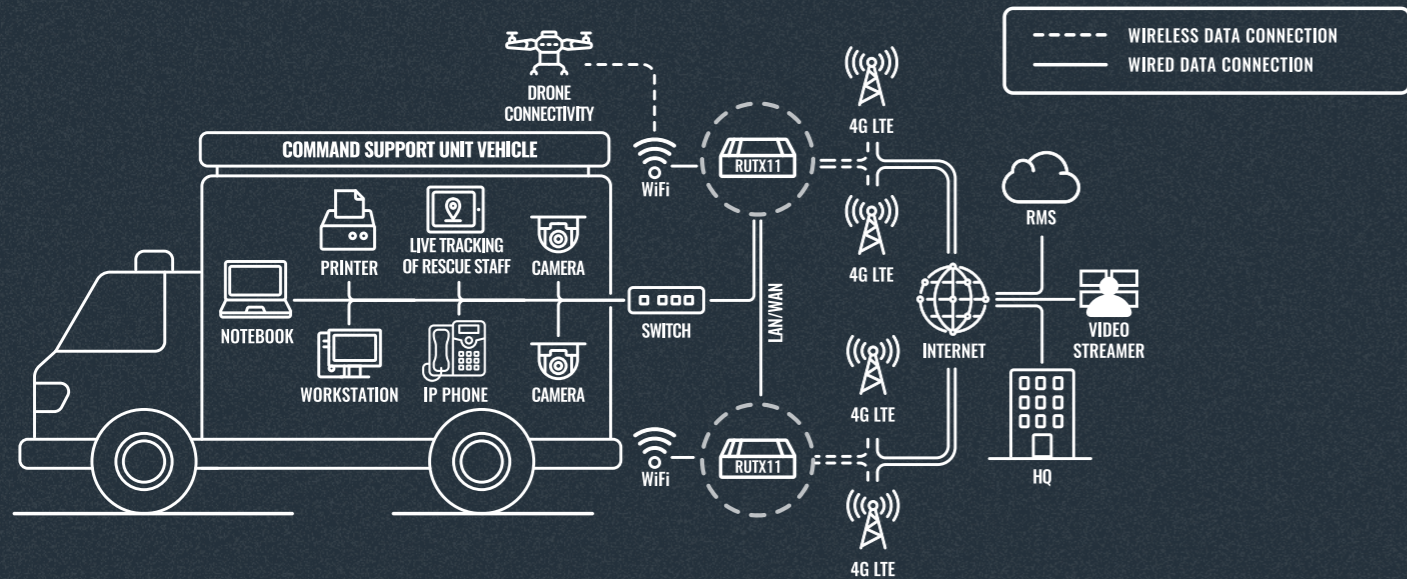 WIRELESS DATA CONNECTION
WIRED DATA CONNECTION
DRONE
CONNECTIVITY
4G LTE
COMMAND SUPPORT UNIT VEHICLE
RUTX11
WiFi
RMS
LIVE TRACKING
OF RESCUE STAFF
PRINTER
CAMERA
4G LTE
NOTEBOOK
SWITCH
LAN/WAN
INTERNET
VIDEO
STREAMER
WORKSTATION
IP PHONE
CAMERA
4G LTE
RUTX11
WiFi
HQ
4G LTE